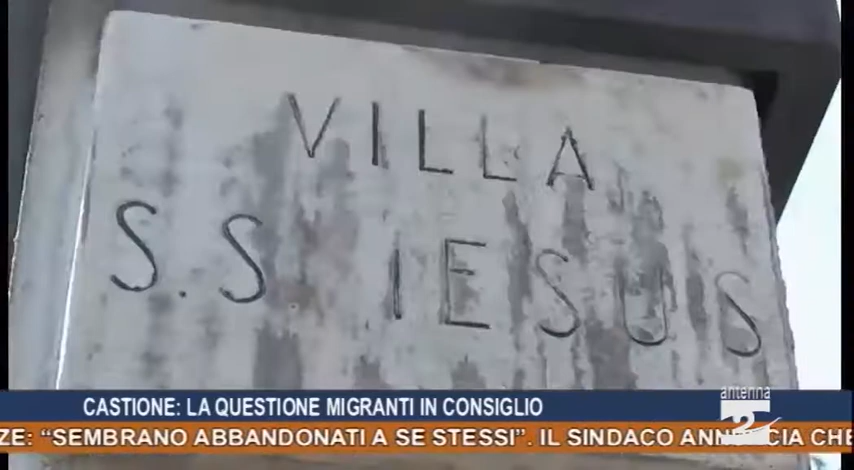 VILLA
S. S. IESUS
CASTIONE: LA QUESTIONE MIGRANTI IN CONSIGLIO
antenna
2
ZE: “SEMBRANO ABBANDONATI A SE STESSI”. IL SINDACO ANNUNCIA CHE